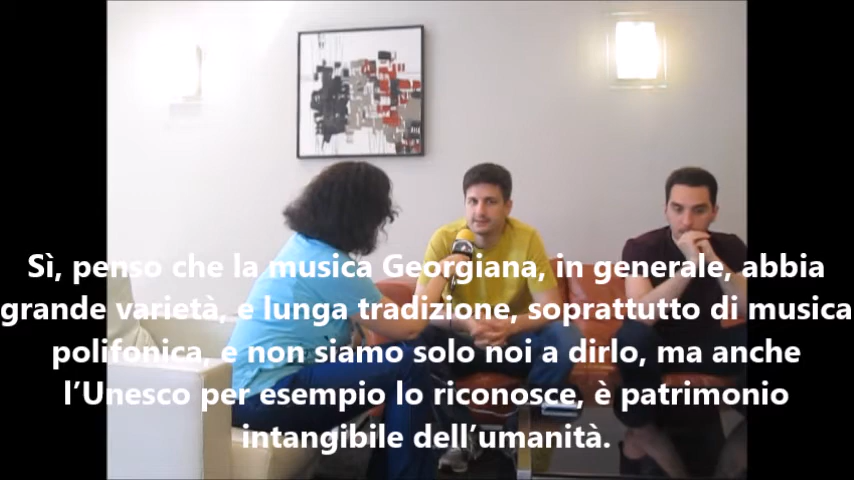 Sì, penso che la musica Georgiana, in generale, abbia
grande varietà, e lunga tradizione, soprattutto di musica
polifonica, e non siamo solo noi a dirlo, ma anche
l’Unesco per esempio lo riconosce, è patrimonio
intangibile dell’umanità.